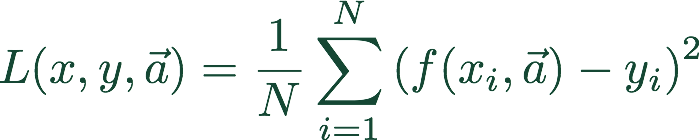 L(x, y, \vec{a}) = \frac{1}{N} \sum_{i=1}^{N} (f(x_i, \vec{a}) - y_i)^2